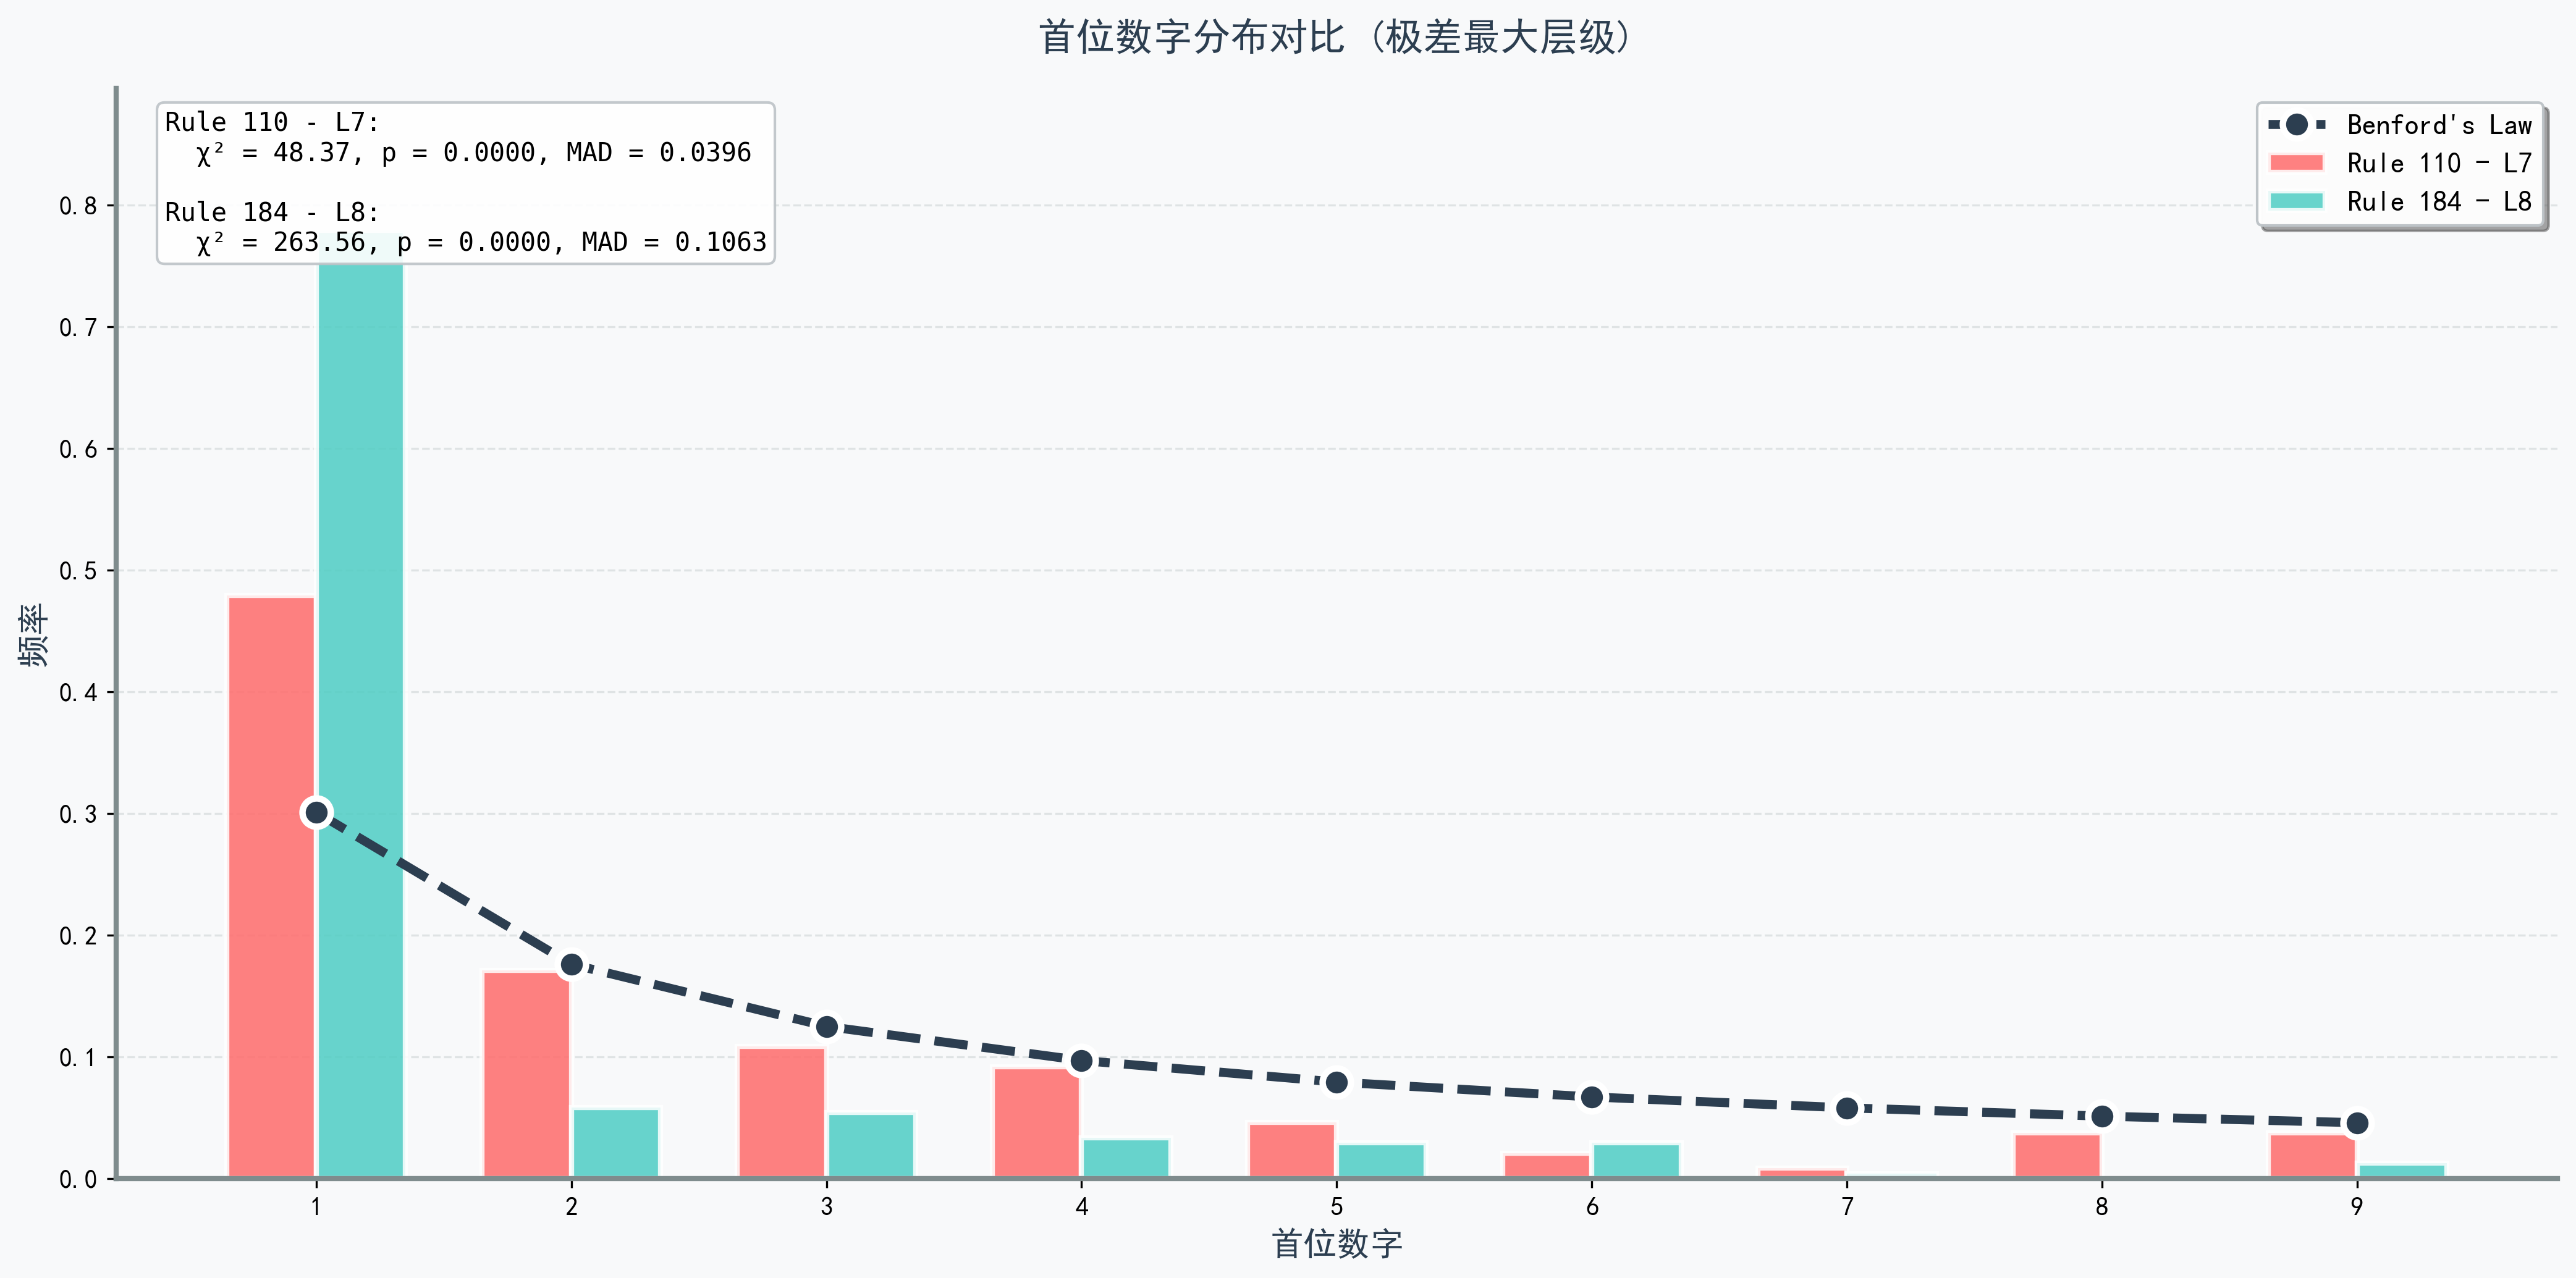 首位数字分布对比 (极差最大层级)
Rule 110 - L7:
χ² = 48.37, p = 0.0000, MAD = 0.0396
Rule 184 - L8:
χ² = 263.56, p = 0.0000, MAD = 0.1063
Benford's Law
Rule 110 - L7
Rule 184 - L8
频率
0.8
0.7
0.6
0.5
0.4
0.3
0.2
0.1
0.0
1 2 3 4 5 6 7 8 9
首位数字